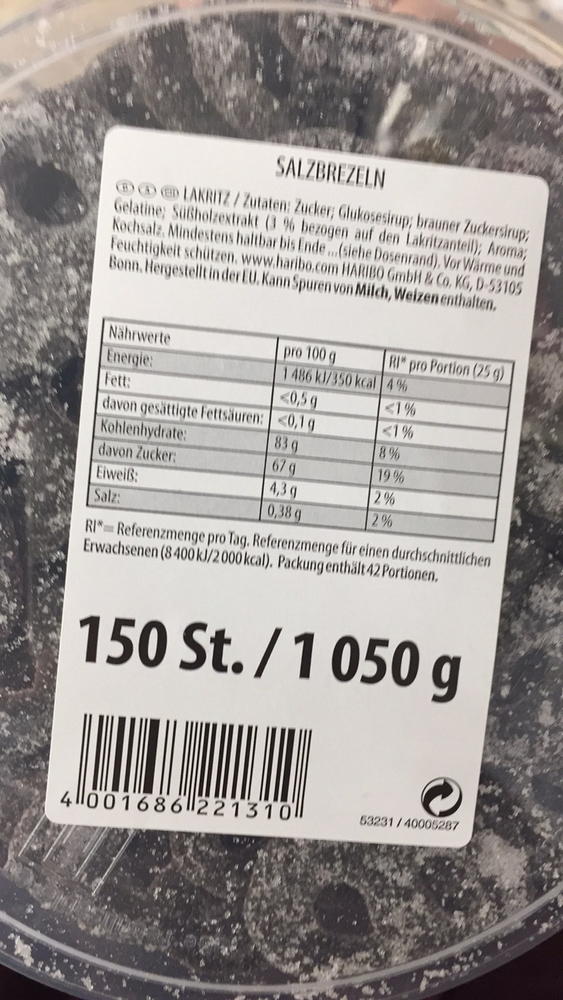 SALZBREZELN
D A CH LAKRITZ / Zutaten: Zucker; Glukosesirup; brauner Zuckersirup;
Gelatine; Süßholzextrakt (3 % bezogen auf den Lakritzanteil); Aroma;
Kochsalz. Mindestens haltbar bis Ende ...(siehe Dosenrand). Vor Wärme und
Feuchtigkeit schützen. www.haribo.com HARIBO GmbH & Co. KG, D-53105
Bonn. Hergestellt in der EU. Kann Spuren von Milch, Weizen enthalten.
Nährwerte pro 100 g RI* pro Portion (25 g)
Energie: 1 486 kJ/350 kcal 4 %
Fett: <0,5 g <1 %
davon gesättigte Fettsäuren: <0,1 g <1 %
Kohlenhydrate: 83 g 8 %
davon Zucker: 67 g 19 %
Eiweiß: 4,3 g 2 %
Salz: 0,38 g 2 %
RI*= Referenzmenge pro Tag. Referenzmenge für einen durchschnittlichen
Erwachsenen (8 400 kJ/2 000 kcal). Packung enthält 42 Portionen.
150 St. / 1 050 g
4 001686 221310
53231 / 40005287